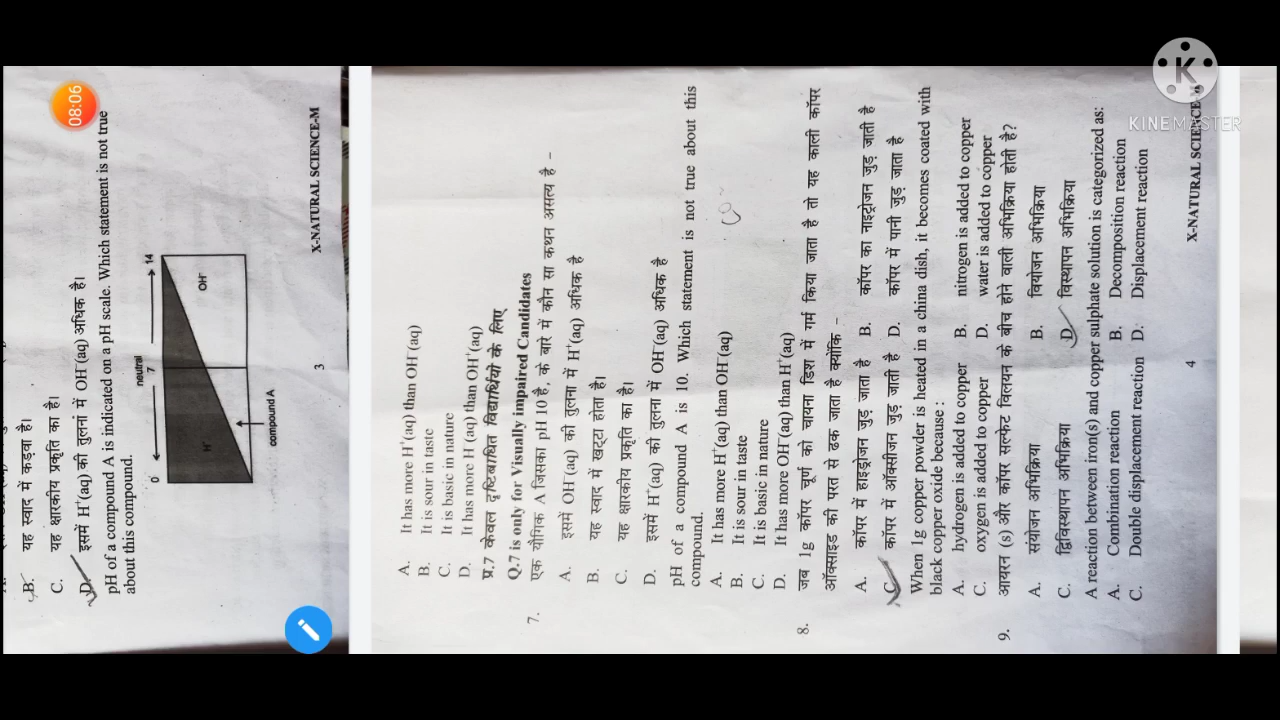 B. यह स्वाद में कड़वा है।
C. यह क्षारकीय प्रकृति का है।
D. इसमें H⁺(aq) की तुलना में OH⁻(aq) अधिक है।
pH of a compound A is indicated on a pH scale. Which statement is not true
about this compound.
neutral
0 7 14
H⁺ OH⁻
compound A
3 X-NATURAL SCIENCE-M
A. It has more H⁺(aq) than OH⁻(aq)
B. It is sour in taste
C. It is basic in nature
D. It has more H⁻(aq) than OH⁺(aq)
प्र.7 केवल दृष्टिबाधित विद्यार्थियो के लिए
Q.7 is only for Visually impaired Candidates
7. एक यौगिक A जिसका pH 10 है, के बारे में कौन सा कथन असत्य है –
A. इसमें OH⁻(aq) की तुलना में H⁺(aq) अधिक है
B. यह स्वाद में खट्टा होता है।
C. यह क्षारकीय प्रकृति का है।
D. इसमें H⁺(aq) की तुलना में OH⁻(aq) अधिक है
pH of a compound A is 10. Which statement is not true about this
compound.
A. It has more H⁺(aq) than OH⁻(aq)
B. It is sour in taste
C. It is basic in nature
D. It has more OH⁻(aq) than H⁺(aq)
8. जब 1g कॉपर चूर्ण को चायना डिश में गर्म किया जाता है तो यह काली कॉपर
ऑक्साइड की परत से ढक जाता है क्योंकि –
A. कॉपर में हाइड्रोजन जुड़ जाता है B. कॉपर का नाइट्रोजन जुड़ जाती है
C. कॉपर में ऑक्सीजन जुड़ जाती है D. कॉपर में पानी जुड़ जाता है
When 1g copper powder is heated in a china dish, it becomes coated with
black copper oxide because :
A. hydrogen is added to copper B. nitrogen is added to copper
C. oxygen is added to copper D. water is added to copper
9. आयरन (s) और कॉपर सल्फेट विलयन के बीच होने वाली अभिक्रिया होती है?
A. संयोजन अभिक्रिया B. वियोजन अभिक्रिया
C. द्विविस्थापन अभिक्रिया D. विस्थापन अभिक्रिया
A reaction between iron(s) and copper sulphate solution is categorized as:
A. Combination reaction B. Decomposition reaction
C. Double displacement reaction D. Displacement reaction
4 X-NATURAL SCIENCE-M
08:06
K
KINEMASTER